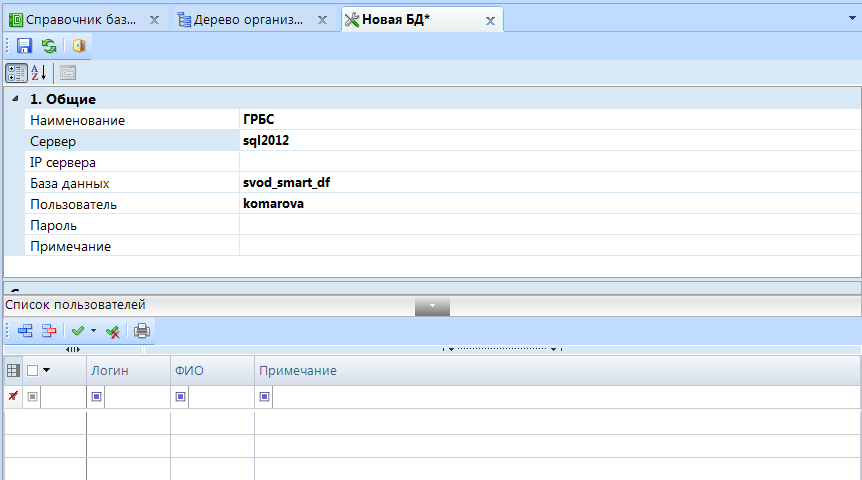 Справочник баз...
Дерево организ...
Новая БД*
1. Общие
Наименование ГРБС
Сервер sql2012
IP сервера
База данных svod_smart_df
Пользователь komarova
Пароль
Примечание
Список пользователей
Логин ФИО Примечание